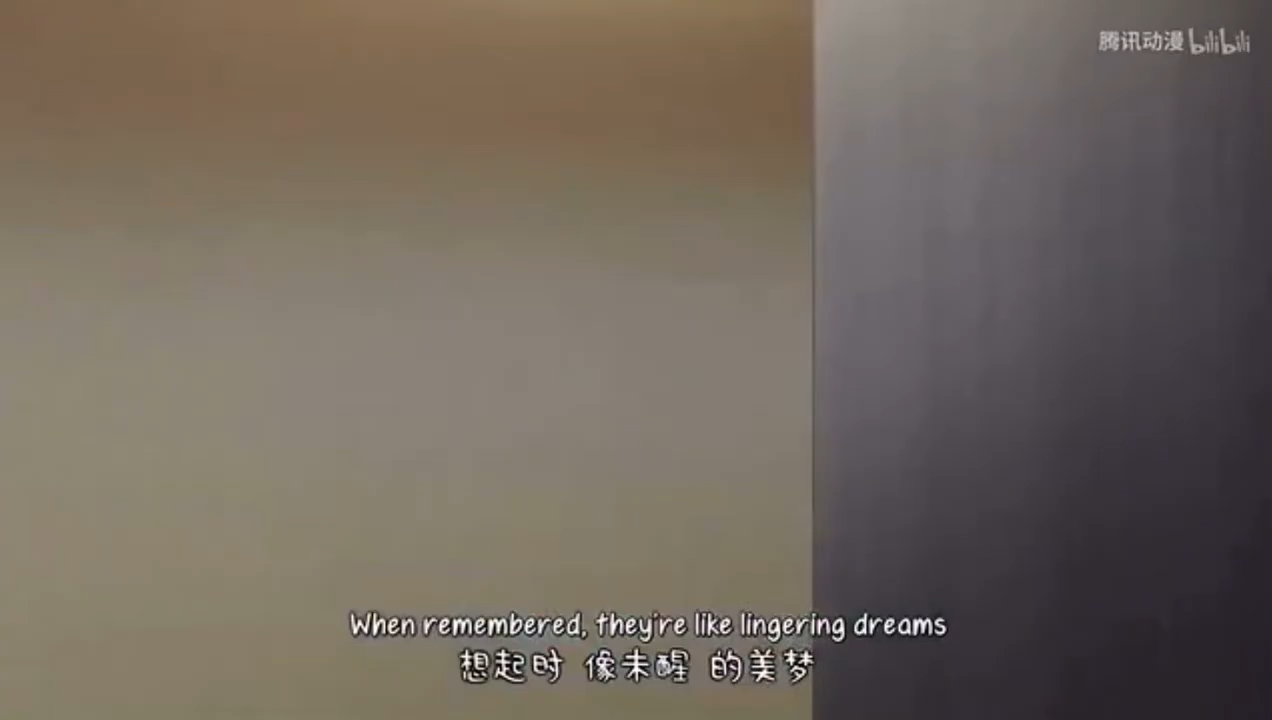 腾讯动漫 bilibili
When remembered, they're like lingering dreams
想起时 像未醒 的美梦